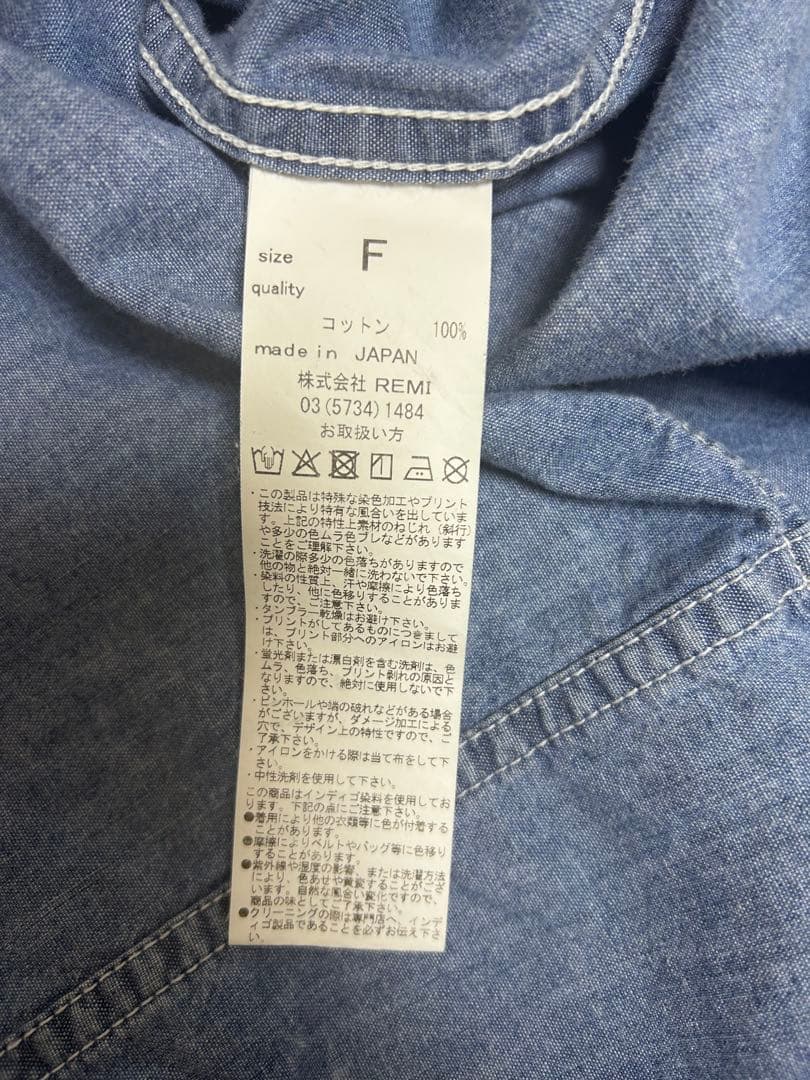 size F
quality
コットン 100%
made in JAPAN
株式会社 REMI
03(5734)1484
お取扱い方
・この製品は特殊な染色加工やプリント
技法により特有な風合いを出していま
す。上記の特性上素材のねじれ（斜行）
や多少の色ムラ色ブレなどがあります
ことをご理解下さい。
・洗濯の際多少の色落ちがありますので
他の物と絶対一緒に洗わないで下さい。
・染料の性質上、汗や摩擦により色落ち
したり、他に色移りすることがありま
すので、ご注意下さい。
・タンブラー乾燥はお避け下さい。
・プリントがしてあるものにつきまして
は、プリント部分へのアイロンはお避
け下さい。
・蛍光剤または漂白剤を含む洗剤は、色
ムラ、色落ち、プリント剥れの原因と
なりますので、絶対に使用しないで下
さい。
・ピンホールや端の破れなどがある場合
がございますが、ダメージ加工による
穴で、デザイン上の特性ですので、ご
了承下さい。
・アイロンをかける際は当て布をして下
さい。
・中性洗剤を使用して下さい。
この商品はインディゴ染料を使用してお
ります。下記の点にご注意下さい。
●着用により他の衣類等に色が付着する
ことがあります。
●摩擦によりベルトやバッグ等に色移り
することがあります。
●紫外線や湿度の影響、または洗濯方法
により、色あせや黄変することがござ
います。自然な風合い変化ですので、
商品の味としてご了承下さい。
●クリーニングの際は専門店へ、インデ
ィゴ製品であることを必ずお伝え下さ
い。